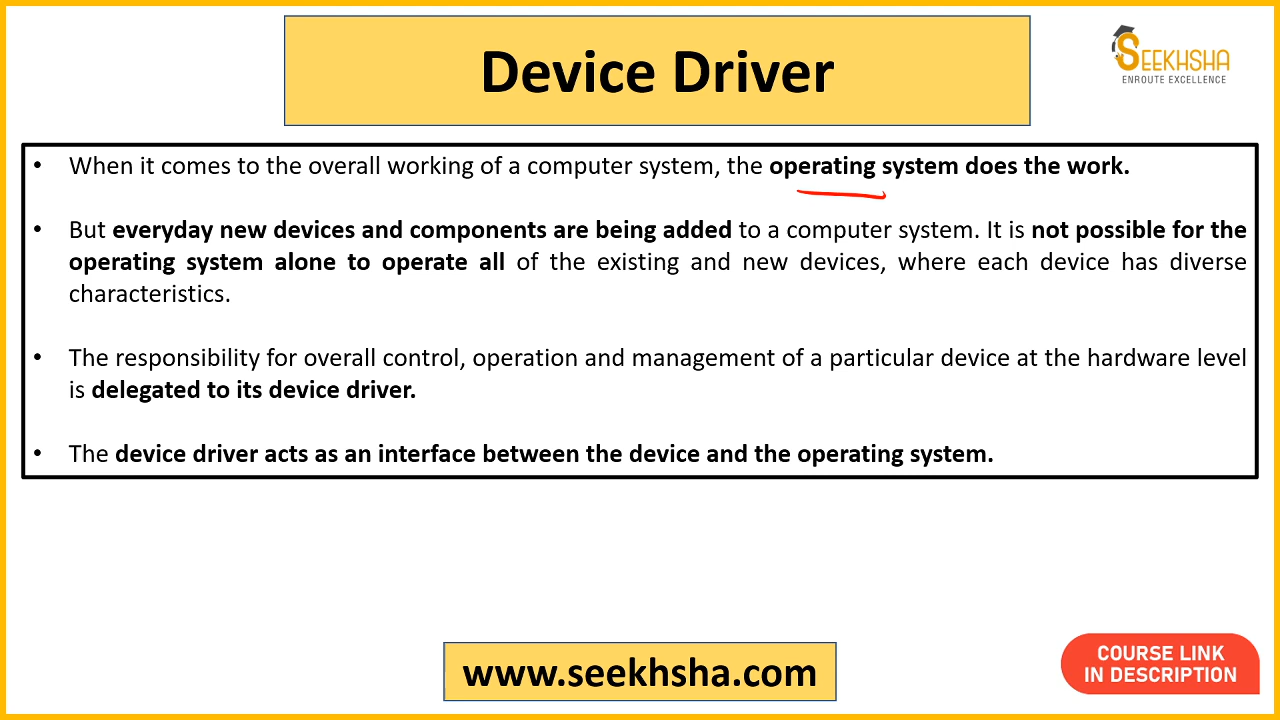 Device Driver
SEEKHSHA
ENROUTE EXCELLENCE
• When it comes to the overall working of a computer system, the operating system does the work.
• But everyday new devices and components are being added to a computer system. It is not possible for the
operating system alone to operate all of the existing and new devices, where each device has diverse
characteristics.
• The responsibility for overall control, operation and management of a particular device at the hardware level
is delegated to its device driver.
• The device driver acts as an interface between the device and the operating system.
www.seekhsha.com
COURSE LINK
IN DESCRIPTION